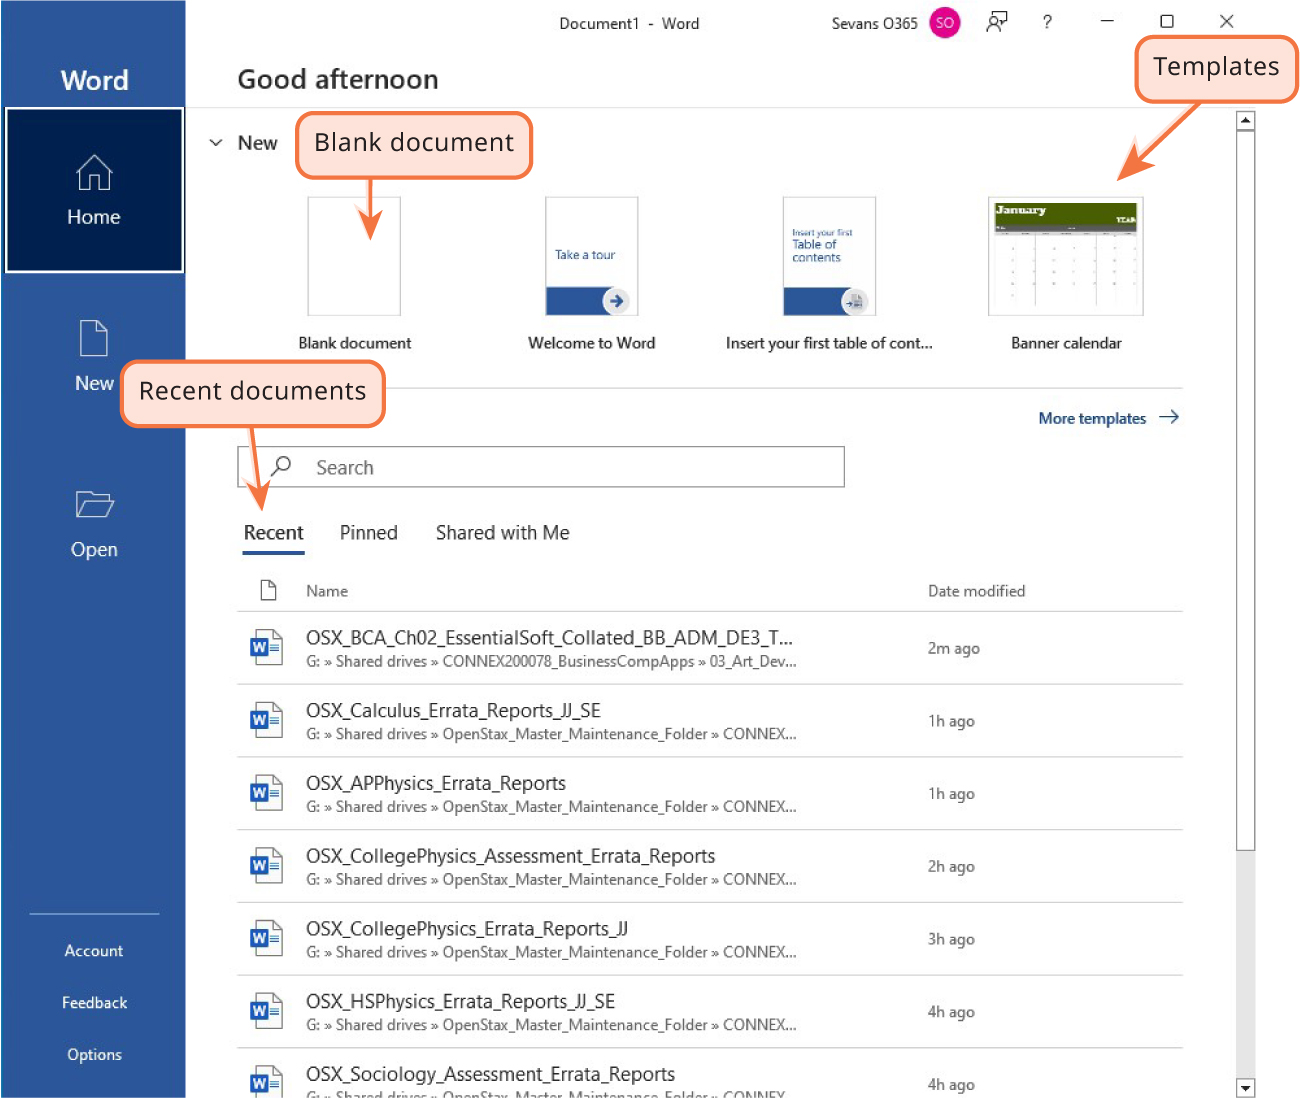 Document1 - Word
Sevans O365
SO
?
Templates
Word
Good afternoon
New
Blank document
Home
January
YEAR
Take a tour
Insert your first
Table of
contents
Blank document
Welcome to Word
Insert your first table of cont...
Banner calendar
New
Recent documents
More templates
Search
Recent
Pinned
Shared with Me
Open
Name
Date modified
OSX_BCA_Ch02_EssentialSoft_Collated_BB_ADM_DE3_T...
G: » Shared drives » CONNEX200078_BusinessCompApps » 03_Art_Dev...
2m ago
OSX_Calculus_Errata_Reports_JJ_SE
G: » Shared drives » OpenStax_Master_Maintenance_Folder » CONNEX...
1h ago
OSX_APPhysics_Errata_Reports
G: » Shared drives » OpenStax_Master_Maintenance_Folder » CONNEX...
1h ago
OSX_CollegePhysics_Assessment_Errata_Reports
G: » Shared drives » OpenStax_Master_Maintenance_Folder » CONNEX...
2h ago
OSX_CollegePhysics_Errata_Reports_JJ
G: » Shared drives » OpenStax_Master_Maintenance_Folder » CONNEX...
3h ago
OSX_HSPhysics_Errata_Reports_JJ_SE
G: » Shared drives » OpenStax_Master_Maintenance_Folder » CONNEX...
4h ago
OSX_Sociology_Assessment_Errata_Reports
G: » Shared drives » OpenStax_Master_Maintenance_Folder » CONNEX...
4h ago
Account
Feedback
Options